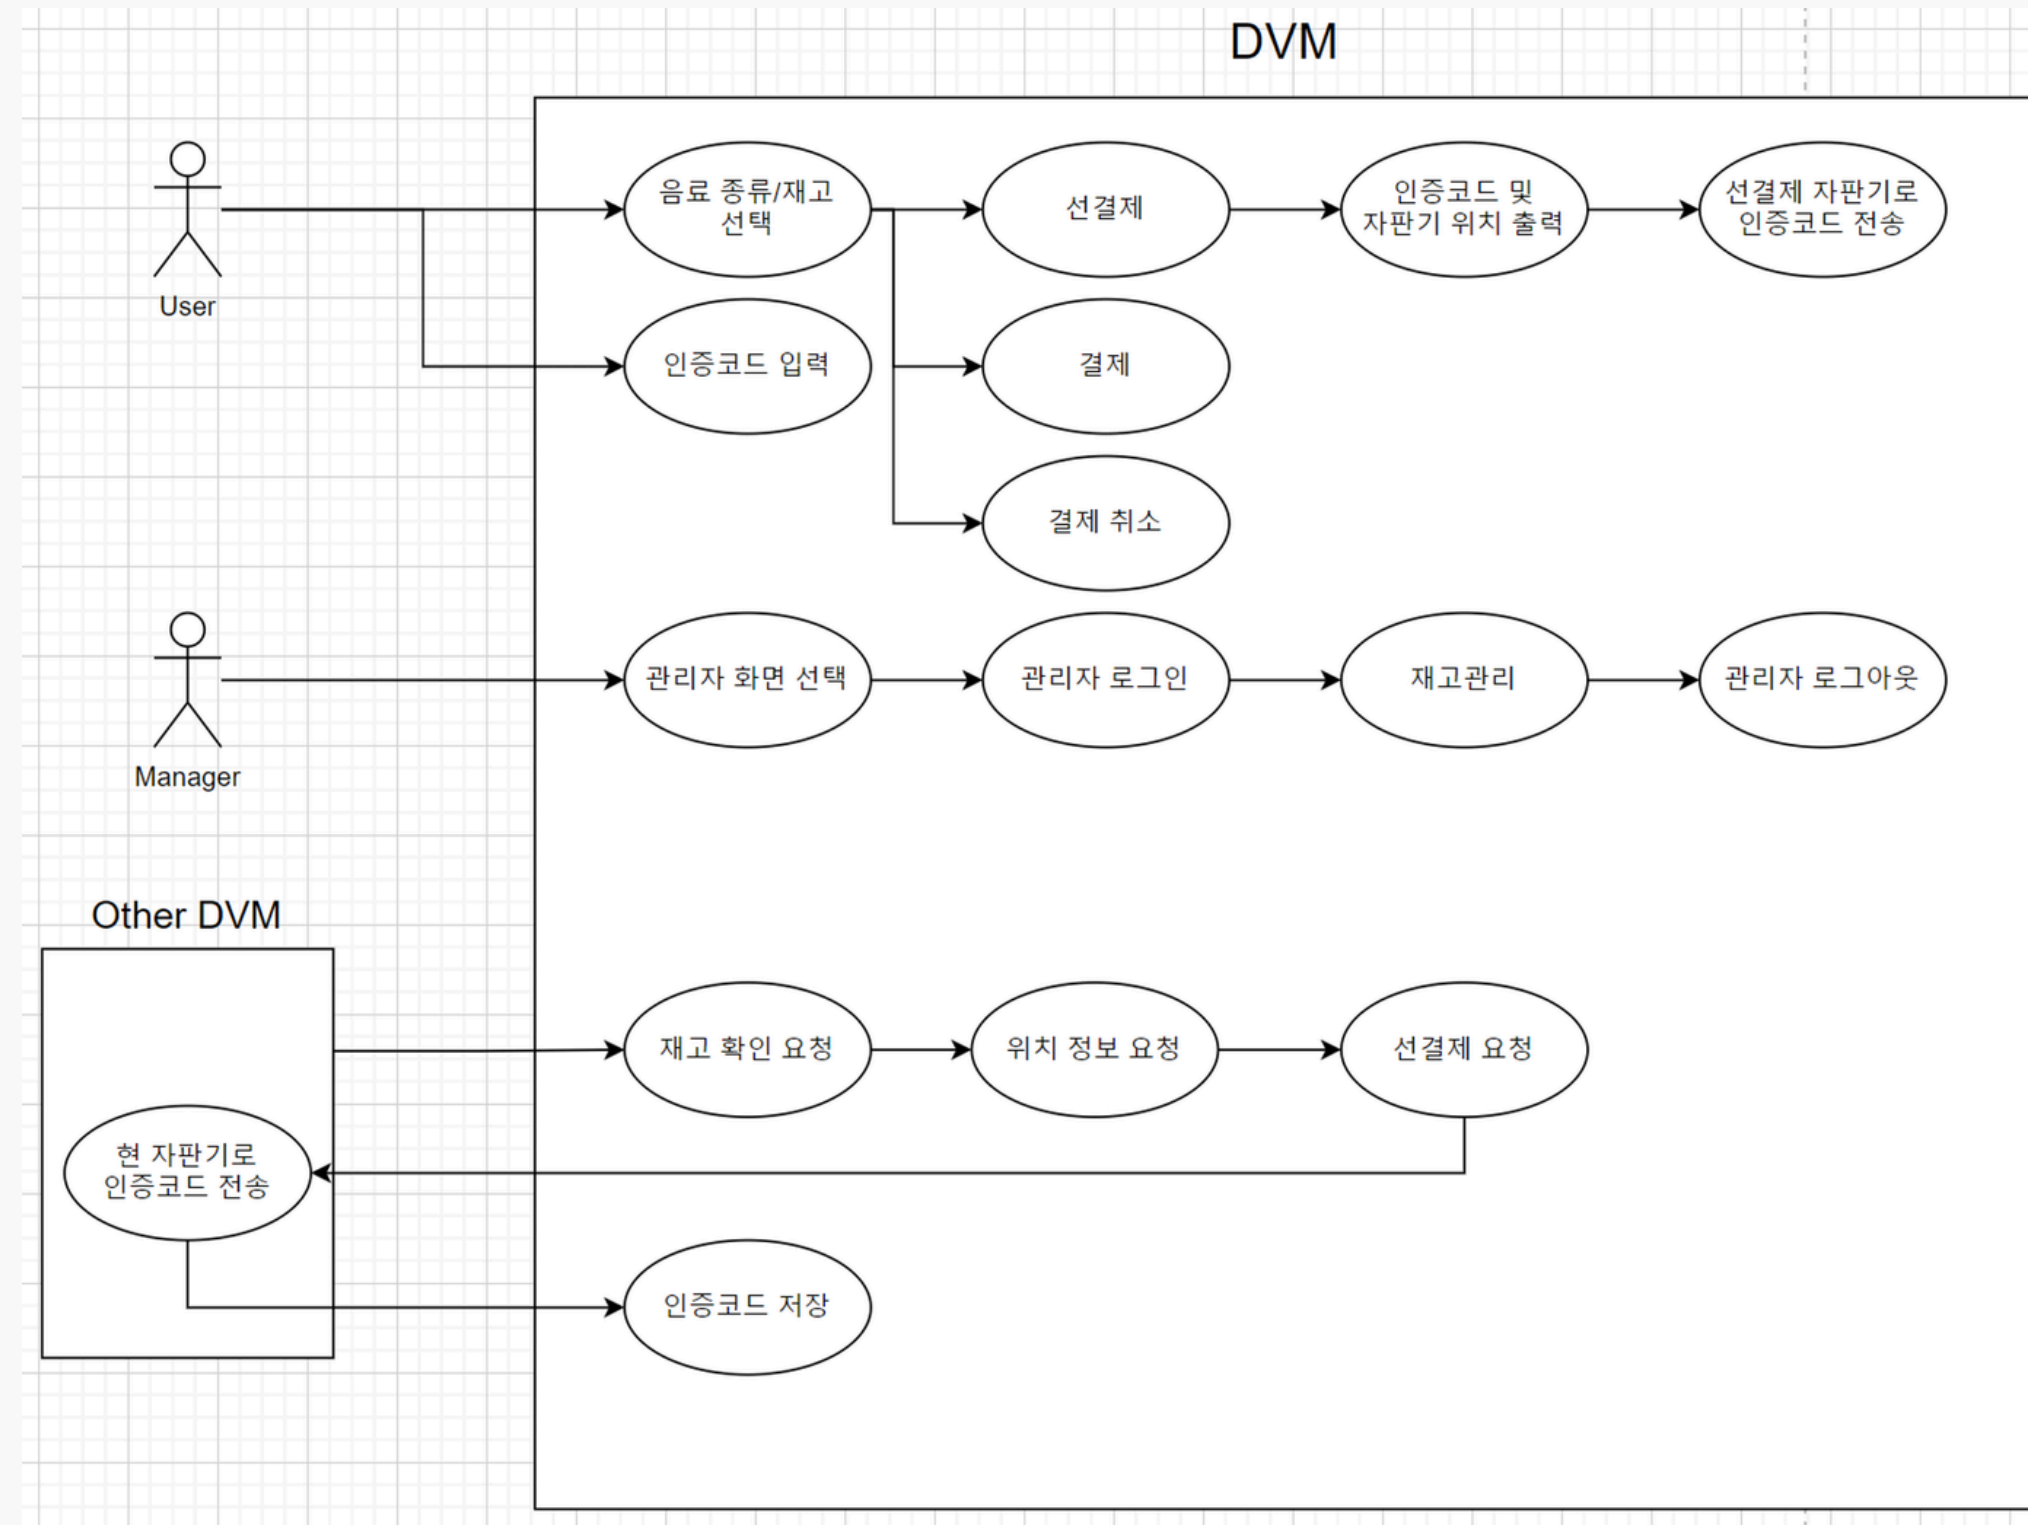 DVM
User
음료 종류/재고
선택
선결제
인증코드 및
자판기 위치 출력
선결제 자판기로
인증코드 전송
인증코드 입력
결제
결제 취소
Manager
관리자 화면 선택
관리자 로그인
재고관리
관리자 로그아웃
Other DVM
재고 확인 요청
위치 정보 요청
선결제 요청
현 자판기로
인증코드 전송
인증코드 저장